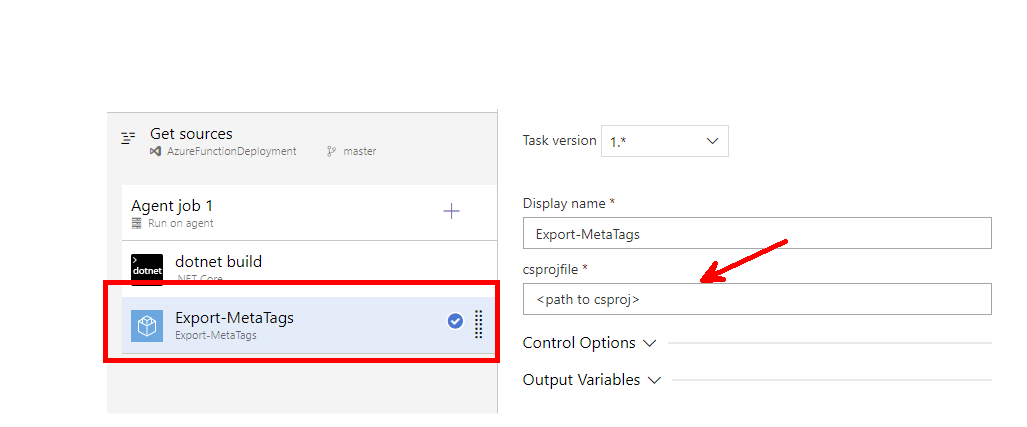 Get sources
AzureFunctionDeployment
master
Agent job 1
Run on agent
dotnet
dotnet build
.NET Core
Export-MetaTags
Export-MetaTags
Task version 1.*
Display name *
Export-MetaTags
csprojfile *
<path to csproj>
Control Options
Output Variables